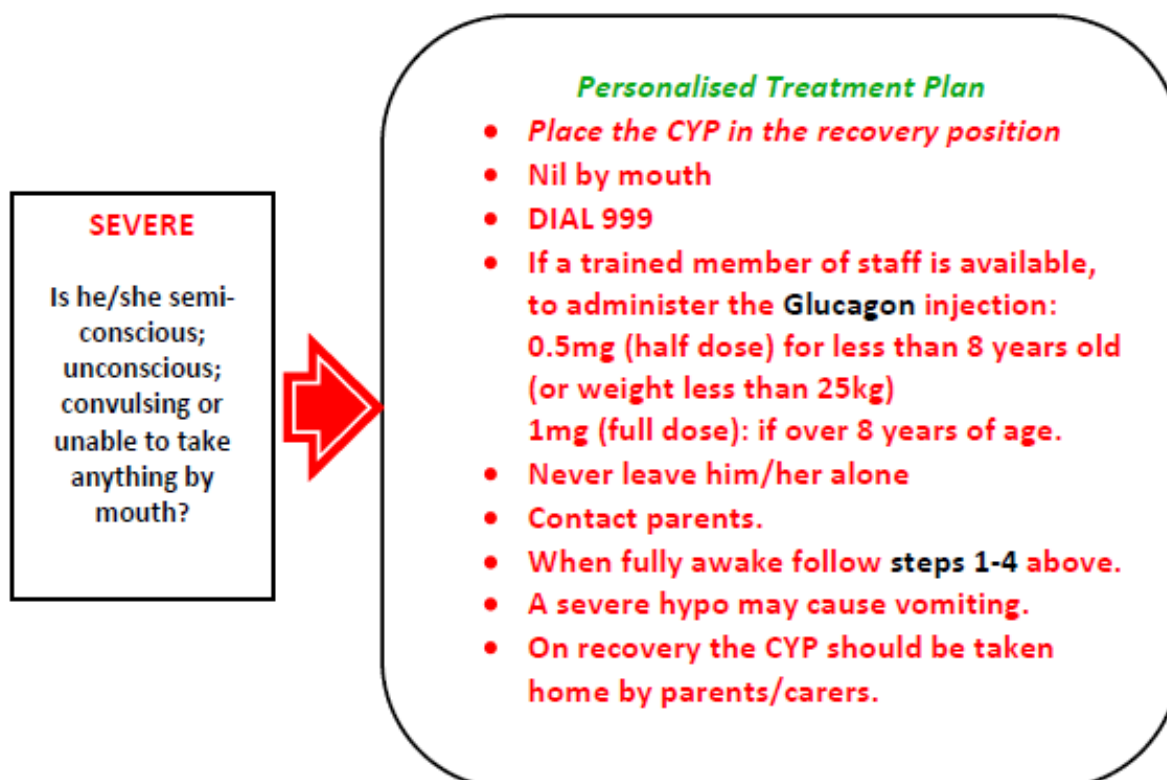 SEVERE
Is he/she semi-
conscious;
unconscious;
convulsing or
unable to take
anything by
mouth?
Personalised Treatment Plan
• Place the CYP in the recovery position
• Nil by mouth
• DIAL 999
• If a trained member of staff is available,
to administer the Glucagon injection:
0.5mg (half dose) for less than 8 years old
(or weight less than 25kg)
1mg (full dose): if over 8 years of age.
• Never leave him/her alone
• Contact parents.
• When fully awake follow steps 1-4 above.
• A severe hypo may cause vomiting.
• On recovery the CYP should be taken
home by parents/carers.